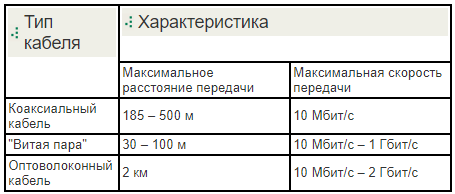 Тип
кабеля
Характеристика
Максимальное
расстояние передачи
Максимальная скорость
передачи
Коаксиальный
кабель
185 – 500 м
10 Мбит/с
"Витая пара"
30 – 100 м
10 Мбит/с – 1 Гбит/с
Оптоволоконный
кабель
2 км
10 Мбит/с – 2 Гбит/с